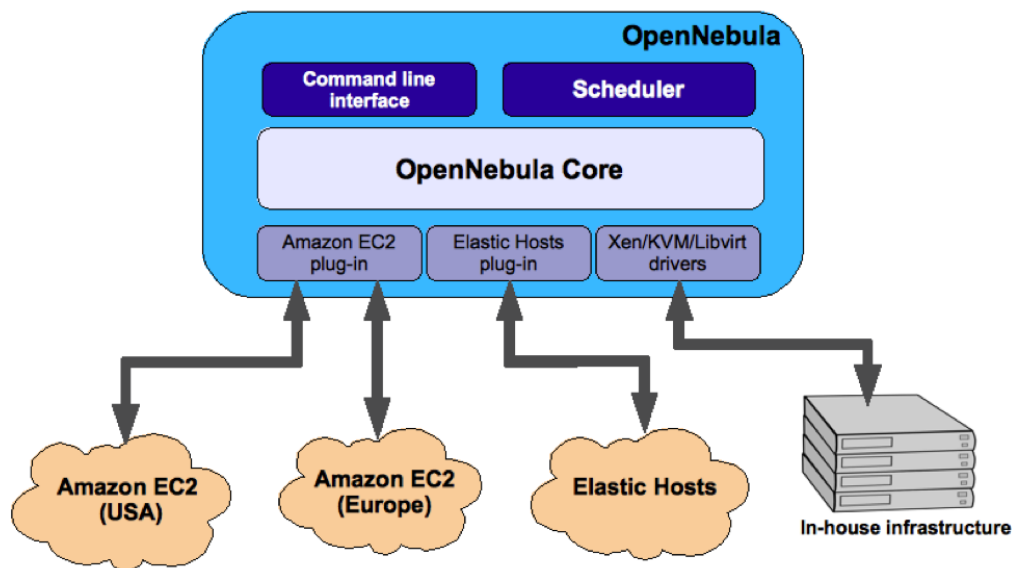 OpenNebula
Command line
interface
Scheduler
OpenNebula Core
Amazon EC2
plug-in
Elastic Hosts
plug-in
Xen/KVM/Libvirt
drivers
Amazon EC2
(USA)
Amazon EC2
(Europe)
Elastic Hosts
In-house infrastructure